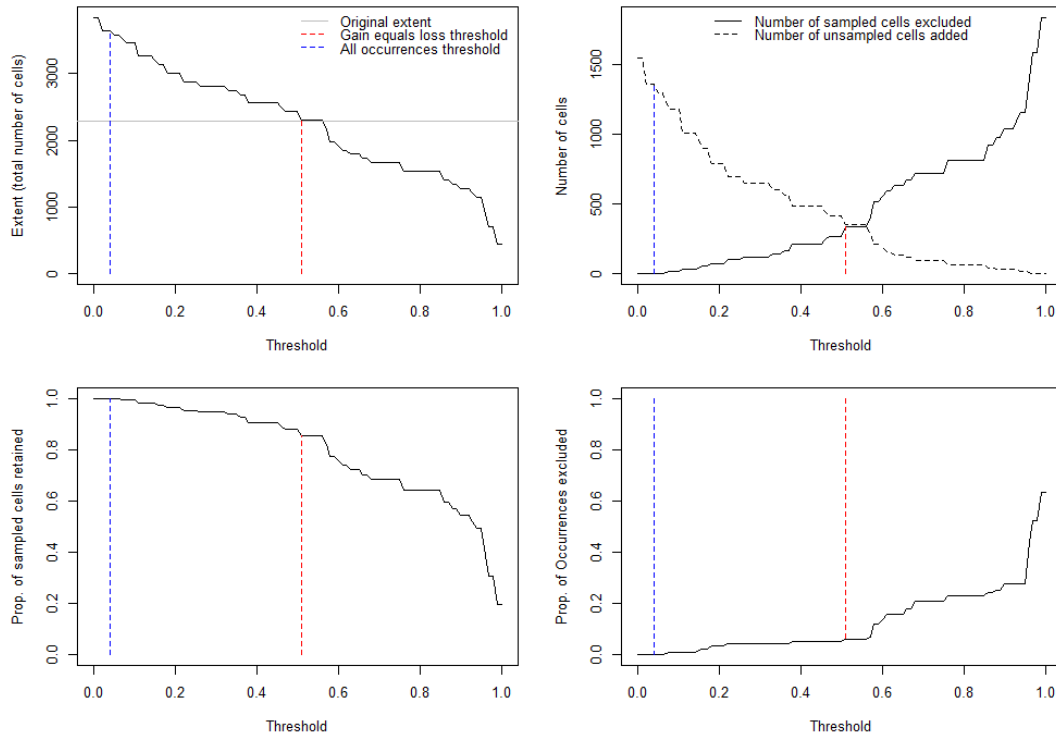 Original extent
Gain equals loss threshold
All occurrences threshold
Extent (total number of cells)
3000
2000
1000
0
0.0 0.2 0.4 0.6 0.8 1.0
Threshold
Number of sampled cells excluded
Number of unsampled cells added
Number of cells
1500
1000
500
0
0.0 0.2 0.4 0.6 0.8 1.0
Threshold
Prop. of sampled cells retained
1.0
0.8
0.6
0.4
0.2
0.0
0.0 0.2 0.4 0.6 0.8 1.0
Threshold
Prop. of Occurrences excluded
1.0
0.8
0.6
0.4
0.2
0.0
0.0 0.2 0.4 0.6 0.8 1.0
Threshold